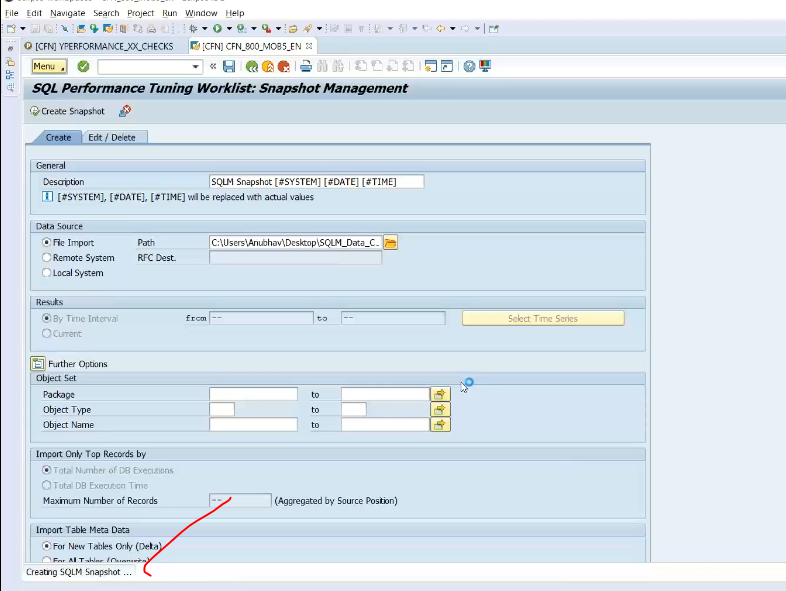 File Edit Navigate Search Project Run Window Help
[CFN] YPERFORMANCE_XX_CHECKS [CFN] CFN_800_MOB5_EN
Menu
SQL Performance Tuning Worklist: Snapshot Management
Create Snapshot
Create Edit / Delete
General
Description SQLM Snapshot [#SYSTEM] [#DATE] [#TIME]
[#SYSTEM], [#DATE], [#TIME] will be replaced with actual values
Data Source
File Import Path C:\Users\Anubhav\Desktop\SQLM_Data_C..
Remote System RFC Dest.
Local System
Results
By Time Interval from -- to -- Select Time Series
Current
Further Options
Object Set
Package to
Object Type to
Object Name to
Import Only Top Records by
Total Number of DB Executions
Total DB Execution Time
Maximum Number of Records -- (Aggregated by Source Position)
Import Table Meta Data
For New Tables Only (Delta)
For All Tables (Overwrite)
Creating SQLM Snapshot ...